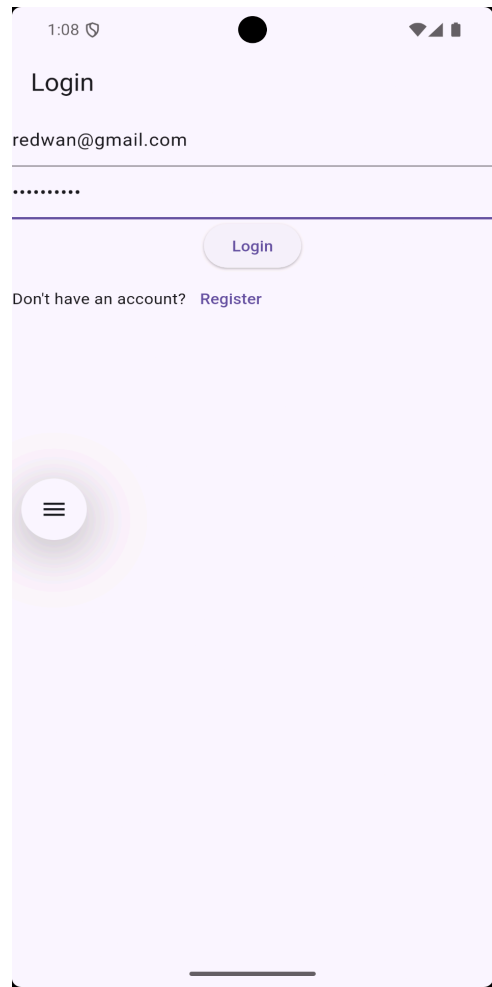 1:08
Login
redwan@gmail.com
••••••••••
Login
Don't have an account? Register